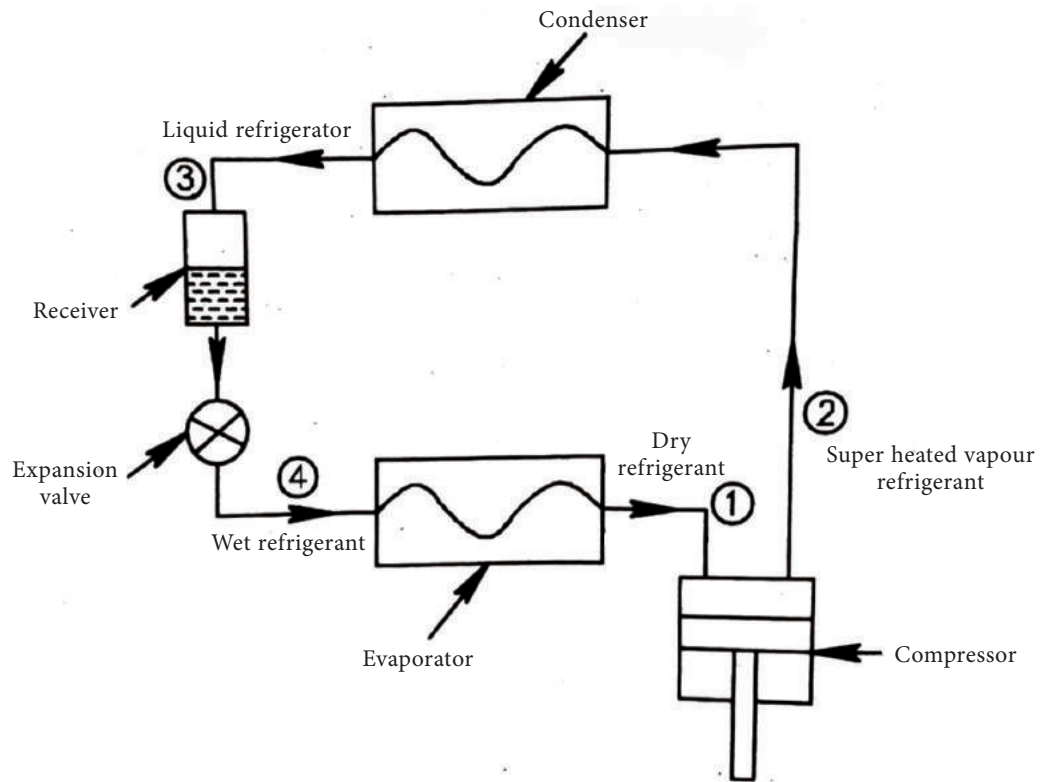 Condenser
Liquid refrigerator
3
Receiver
2
Dry
refrigerant
Super heated vapour
refrigerant
Expansion
valve
4
1
Wet refrigerant
Evaporator
Compressor